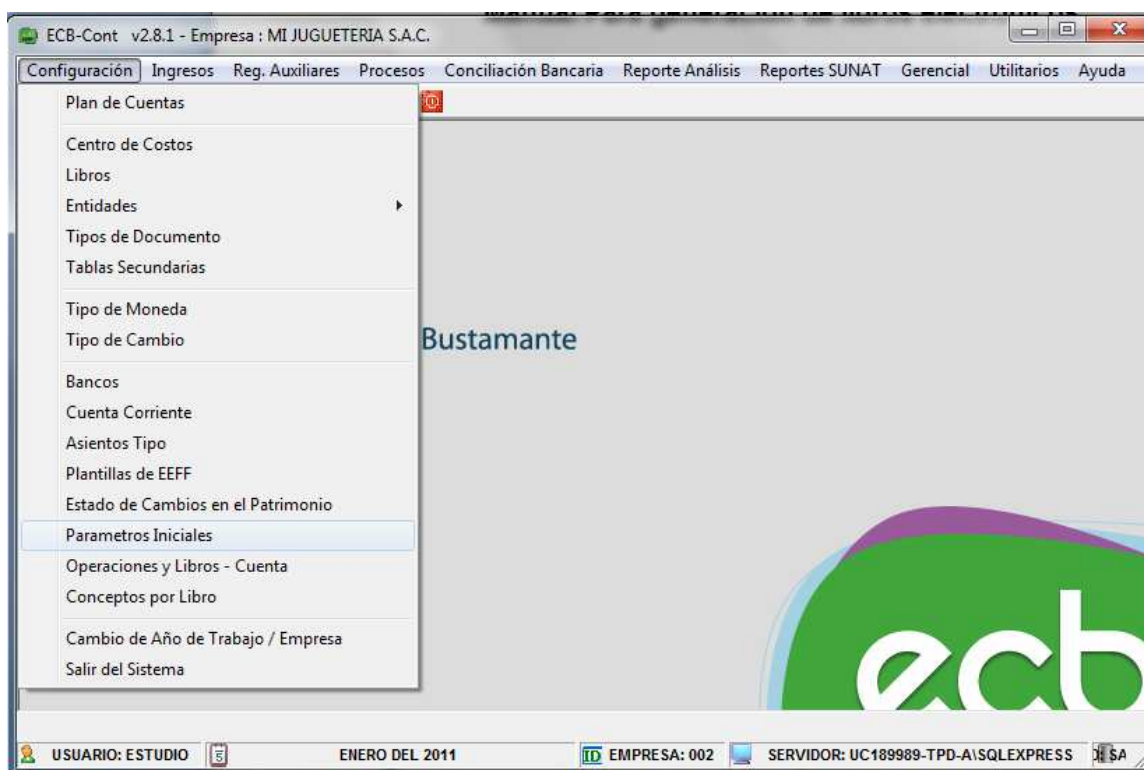 ECB-Cont v2.8.1 - Empresa : MI JUGUETERIA S.A.C.
Configuración Ingresos Reg. Auxiliares Procesos Conciliación Bancaria Reporte Análisis Reportes SUNAT Gerencial Utilitarios Ayuda
Plan de Cuentas
Centro de Costos
Libros
Entidades
Tipos de Documento
Tablas Secundarias
Tipo de Moneda
Tipo de Cambio
Bustamante
Bancos
Cuenta Corriente
Asientos Tipo
Plantillas de EEFF
Estado de Cambios en el Patrimonio
Parametros Iniciales
Operaciones y Libros - Cuenta
Conceptos por Libro
Cambio de Año de Trabajo / Empresa
Salir del Sistema
ecb
USUARIO: ESTUDIO 5 ENERO DEL 2011 ID EMPRESA: 002 SERVIDOR: UC189989-TPD-A\SQLEXPRESS